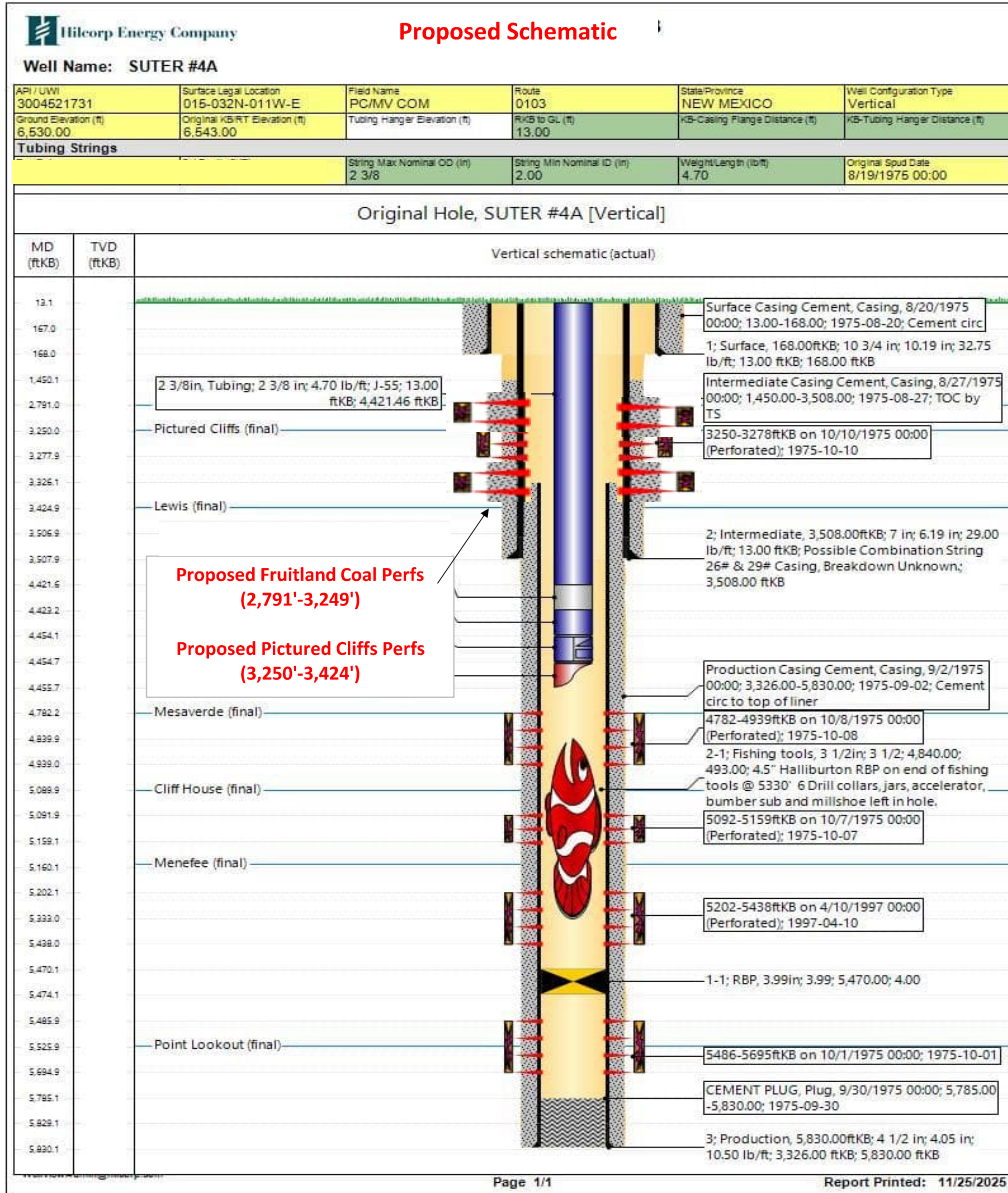 Hilcorp Energy Company
Proposed Schematic
Well Name: SUTER #4A
API / UWI
3004521731
Surface Legal Location
015-032N-011W-E
Field Name
PC/MV COM
Route
0103
State/Province
NEW MEXICO
Well Configuration Type
Vertical
Ground Elevation (ft)
6,530.00
Original KB/RT Elevation (ft)
6,543.00
Tubing Hanger Elevation (ft)
RKB to GL (ft)
13.00
KB-Casing Flange Distance (ft)
KB-Tubing Hanger Distance (ft)
Tubing Strings
String Max Nominal OD (in)
2 3/8
String Min Nominal ID (in)
2.00
Weight/Length (lb/ft)
4.70
Original Spud Date
8/19/1975 00:00
Original Hole, SUTER #4A [Vertical]
MD
(ftKB)
TVD
(ftKB)
Vertical schematic (actual)
13.1
167.0
168.0
1,450.1
2,791.0
3,250.0
3,277.9
3,326.1
3,424.9
3,506.9
3,507.9
4,421.6
4,423.2
4,454.1
4,454.7
4,455.7
4,782.2
4,839.9
4,939.0
5,089.9
5,091.9
5,159.1
5,160.1
5,202.1
5,333.0
5,438.0
5,470.1
5,474.1
5,485.9
5,525.9
5,694.9
5,785.1
5,829.1
5,830.1
2 3/8in, Tubing; 2 3/8 in; 4.70 lb/ft; J-55; 13.00
ftKB; 4,421.46 ftKB
Pictured Cliffs (final)
Lewis (final)
Proposed Fruitland Coal Perfs
(2,791'-3,249')
Proposed Pictured Cliffs Perfs
(3,250'-3,424')
Mesaverde (final)
Cliff House (final)
Menefee (final)
Point Lookout (final)
Surface Casing Cement, Casing, 8/20/1975
00:00; 13.00-168.00; 1975-08-20; Cement circ
1; Surface, 168.00ftKB; 10 3/4 in; 10.19 in; 32.75
lb/ft; 13.00 ftKB; 168.00 ftKB
Intermediate Casing Cement, Casing, 8/27/1975
00:00; 1,450.00-3,508.00; 1975-08-27; TOC by
TS
3250-3278ftKB on 10/10/1975 00:00
(Perforated); 1975-10-10
2; Intermediate, 3,508.00ftKB; 7 in; 6.19 in; 29.00
lb/ft; 13.00 ftKB; Possible Combination String
26# & 29# Casing, Breakdown Unknown.;
3,508.00 ftKB
Production Casing Cement, Casing, 9/2/1975
00:00; 3,326.00-5,830.00; 1975-09-02; Cement
circ to top of liner
4782-4939ftKB on 10/8/1975 00:00
(Perforated); 1975-10-08
2-1; Fishing tools, 3 1/2in; 3 1/2; 4,840.00;
493.00; 4.5" Halliburton RBP on end of fishing
tools @ 5330' 6 Drill collars, jars, accelerator,
bumber sub and millshoe left in hole.
5092-5159ftKB on 10/7/1975 00:00
(Perforated); 1975-10-07
5202-5438ftKB on 4/10/1997 00:00
(Perforated); 1997-04-10
1-1; RBP, 3.99in; 3.99; 5,470.00; 4.00
5486-5695ftKB on 10/1/1975 00:00; 1975-10-01
CEMENT PLUG, Plug, 9/30/1975 00:00; 5,785.00
-5,830.00; 1975-09-30
3; Production, 5,830.00ftKB; 4 1/2 in; 4.05 in;
10.50 lb/ft; 3,326.00 ftKB; 5,830.00 ftKB
Page 1/1
Report Printed: 11/25/2025